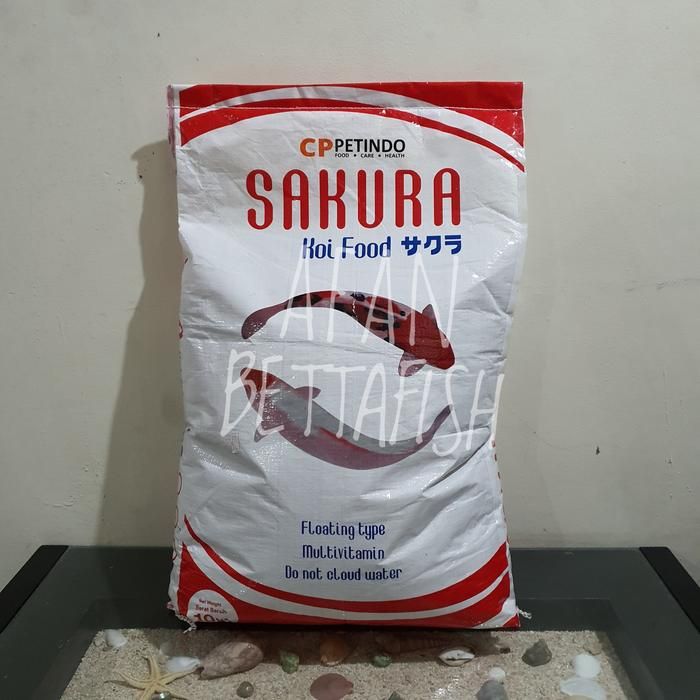 CPPETINDO
FOOD • CARE • HEALTH
SAKURA
Koi Food サクラ
BETTAFISH
Floating type
Multivitamin
Do not cloud water
Net Weight
Berat Bersih